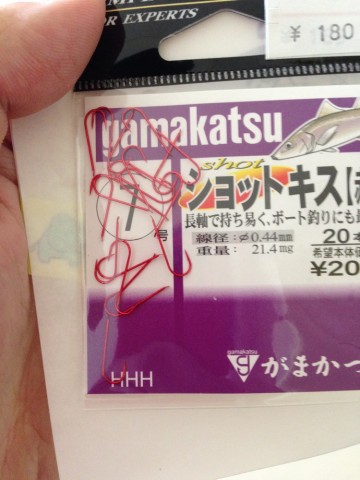 OR EXPERTS
¥ 180
gamakatsu
shot
ショットキス
長軸で持ち易く、ボート釣りにも
7号
線径:φ0.44mm
重量: 21.4mg
20
希望本体価
¥20
がまかつ
HHH